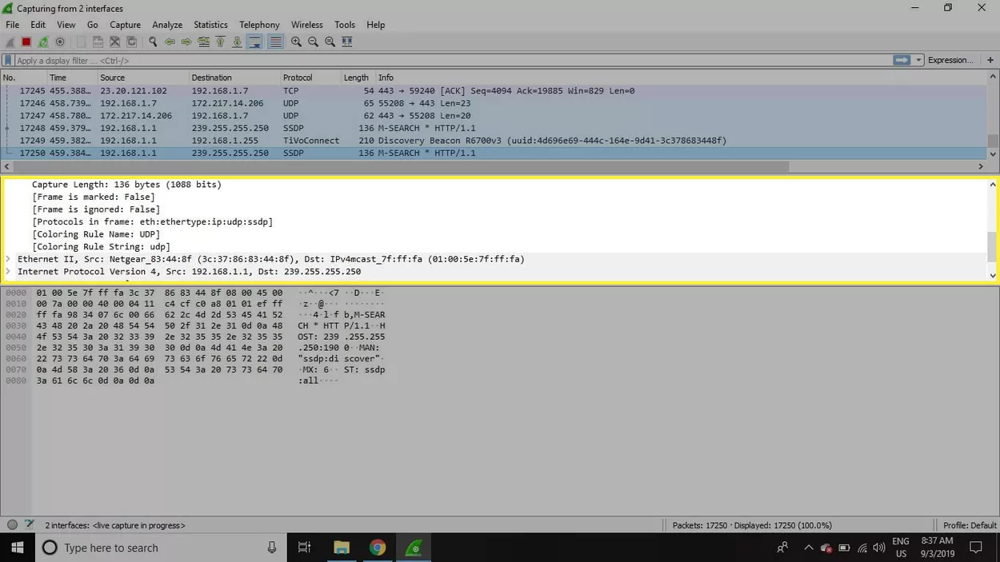 Capturing from 2 interfaces
File Edit View Go Capture Analyze Statistics Telephony Wireless Tools Help
Apply a display filter ... <Ctrl-/> Expression... +
No. Time Source Destination Protocol Length Info
17245 455.388… 23.20.121.102 192.168.1.7 TCP 54 443 → 59240 [ACK] Seq=4094 Ack=19885 Win=829 Len=0
17246 458.739… 192.168.1.7 172.217.14.206 UDP 65 55208 → 443 Len=23
17247 458.780… 172.217.14.206 192.168.1.7 UDP 62 443 → 55208 Len=20
17248 459.379… 192.168.1.1 239.255.255.250 SSDP 136 M-SEARCH * HTTP/1.1
17249 459.382… 192.168.1.1 192.168.1.255 TiVoConnect 210 Discovery Beacon R6700v3 (uuid:4d696e69-444c-164e-9d41-3c378683448f)
17250 459.384… 192.168.1.1 239.255.255.250 SSDP 136 M-SEARCH * HTTP/1.1
Capture Length: 136 bytes (1088 bits)
[Frame is marked: False]
[Frame is ignored: False]
[Protocols in frame: eth:ethertype:ip:udp:ssdp]
[Coloring Rule Name: UDP]
[Coloring Rule String: udp]
Ethernet II, Src: Netgear_83:44:8f (3c:37:86:83:44:8f), Dst: IPv4mcast_7f:ff:fa (01:00:5e:7f:ff:fa)
Internet Protocol Version 4, Src: 192.168.1.1, Dst: 239.255.255.250
0000 01 00 5e 7f ff fa 3c 37 86 83 44 8f 08 00 45 00 ··^···<7 ··D···E·
0010 00 7a 00 00 40 00 04 11 c4 cf c0 a8 01 01 ef ff ·z··@··· ········
0020 ff fa 98 34 07 6c 00 66 62 2c 4d 2d 53 45 41 52 ···4·l·f b,M-SEAR
0030 43 48 20 2a 20 48 54 54 50 2f 31 2e 31 0d 0a 48 CH * HTT P/1.1··H
0040 4f 53 54 3a 20 32 33 39 2e 32 35 35 2e 32 35 35 OST: 239 .255.255
0050 2e 32 35 30 3a 31 39 30 30 0d 0a 4d 41 4e 3a 20 .250:190 0··MAN:
0060 22 73 73 64 70 3a 64 69 73 63 6f 76 65 72 22 0d "ssdp:di scover"·
0070 0a 4d 58 3a 20 36 0d 0a 53 54 3a 20 73 73 64 70 ·MX: 6·· ST: ssdp
0080 3a 61 6c 6c 0d 0a 0d 0a :all····
2 interfaces: <live capture in progress> Packets: 17250 · Displayed: 17250 (100.0%) Profile: Default
Type here to search ENG 8:37 AM
US 9/3/2019